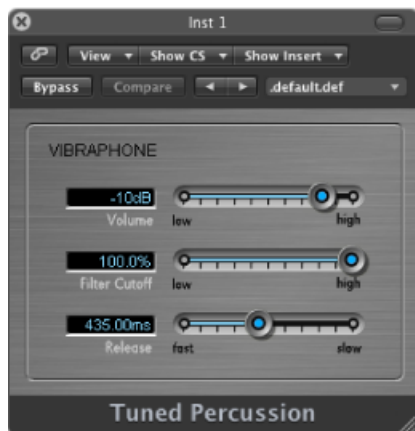 Inst 1
View Show CS Show Insert
Bypass Compare .default.def
VIBRAPHONE
-10dB
Volume low high
100.0%
Filter Cutoff low high
435.00ms
Release fast slow
Tuned Percussion